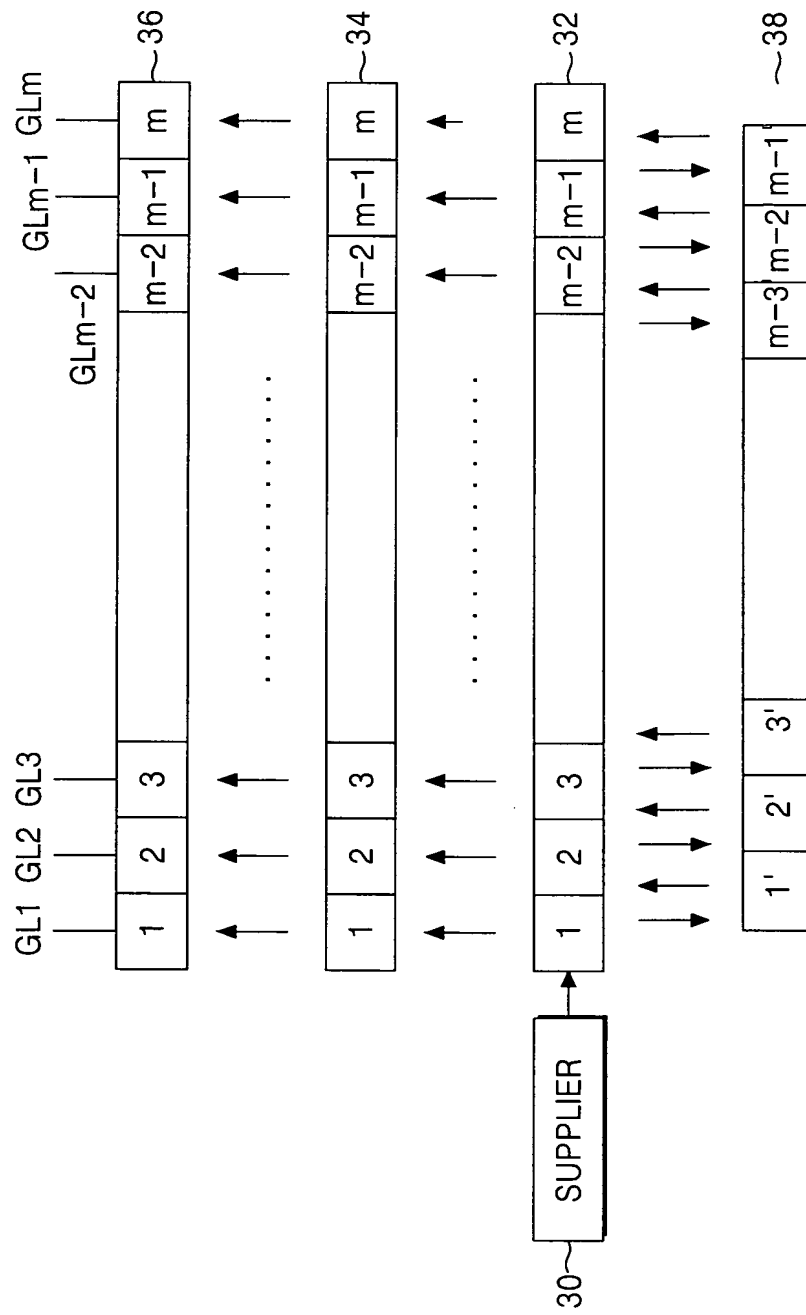 GLm-2 GLm-1 GLm
GL1 GL2 GL3
1 2 3 m-2 m-1 m 36
1 2 3 m-2 m-1 m 34
30 SUPPLIER 1 2 3 m-2 m-1 m 32
1' 2' 3' m-3' m-2' m-1' 38